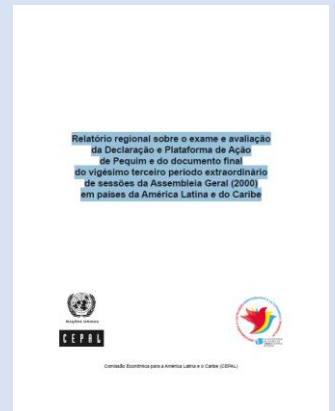 Relatório regional sobre o exame e avaliação
da Declaração e Plataforma de Ação
de Pequim e do documento final
do vigésimo terceiro período extraordinário
de sessões da Assembleia Geral (2000)
em países da América Latina e do Caribe
Nações Unidas
CEPAL
Comissão Econômica para a América Latina e o Caribe (CEPAL)